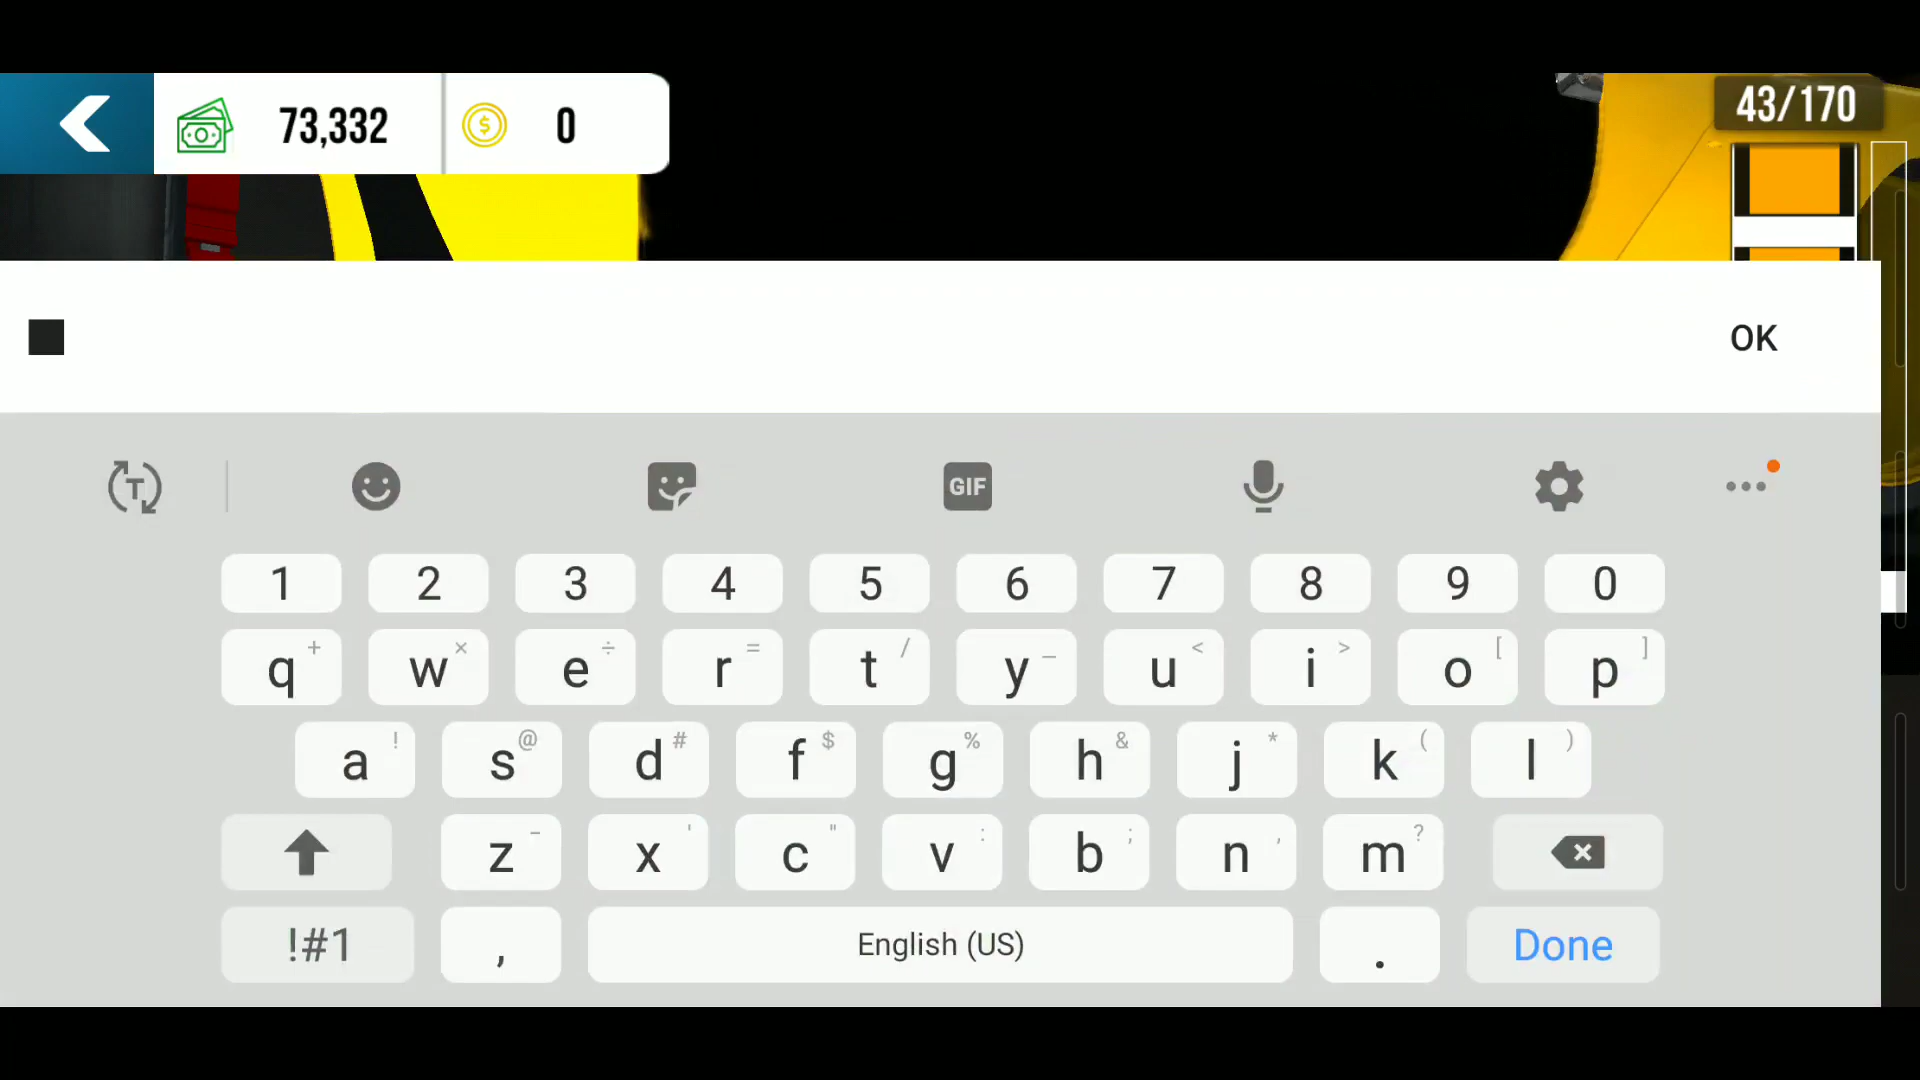 73,332 0 43/170
■ OK
T GIF
1 2 3 4 5 6 7 8 9 0
q + w × e ÷ r = t / y _ u < i > o [ p ]
a ! s @ d # f $ g % h & j * k ( l )
z - x ' c " v : b ; n , m ?
!#1 , English (US) . Done